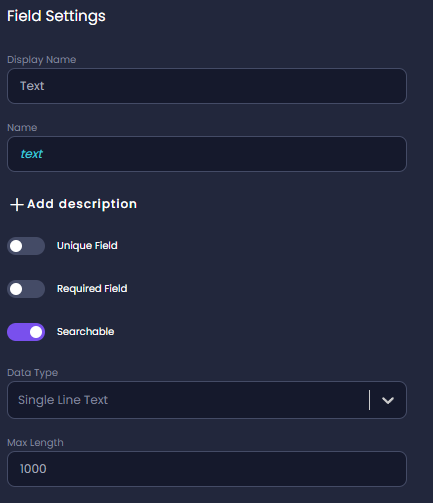 Field Settings
Display Name
Text
Name
text
Add description
Unique Field
Required Field
Searchable
Data Type
Single Line Text
Max Length
1000